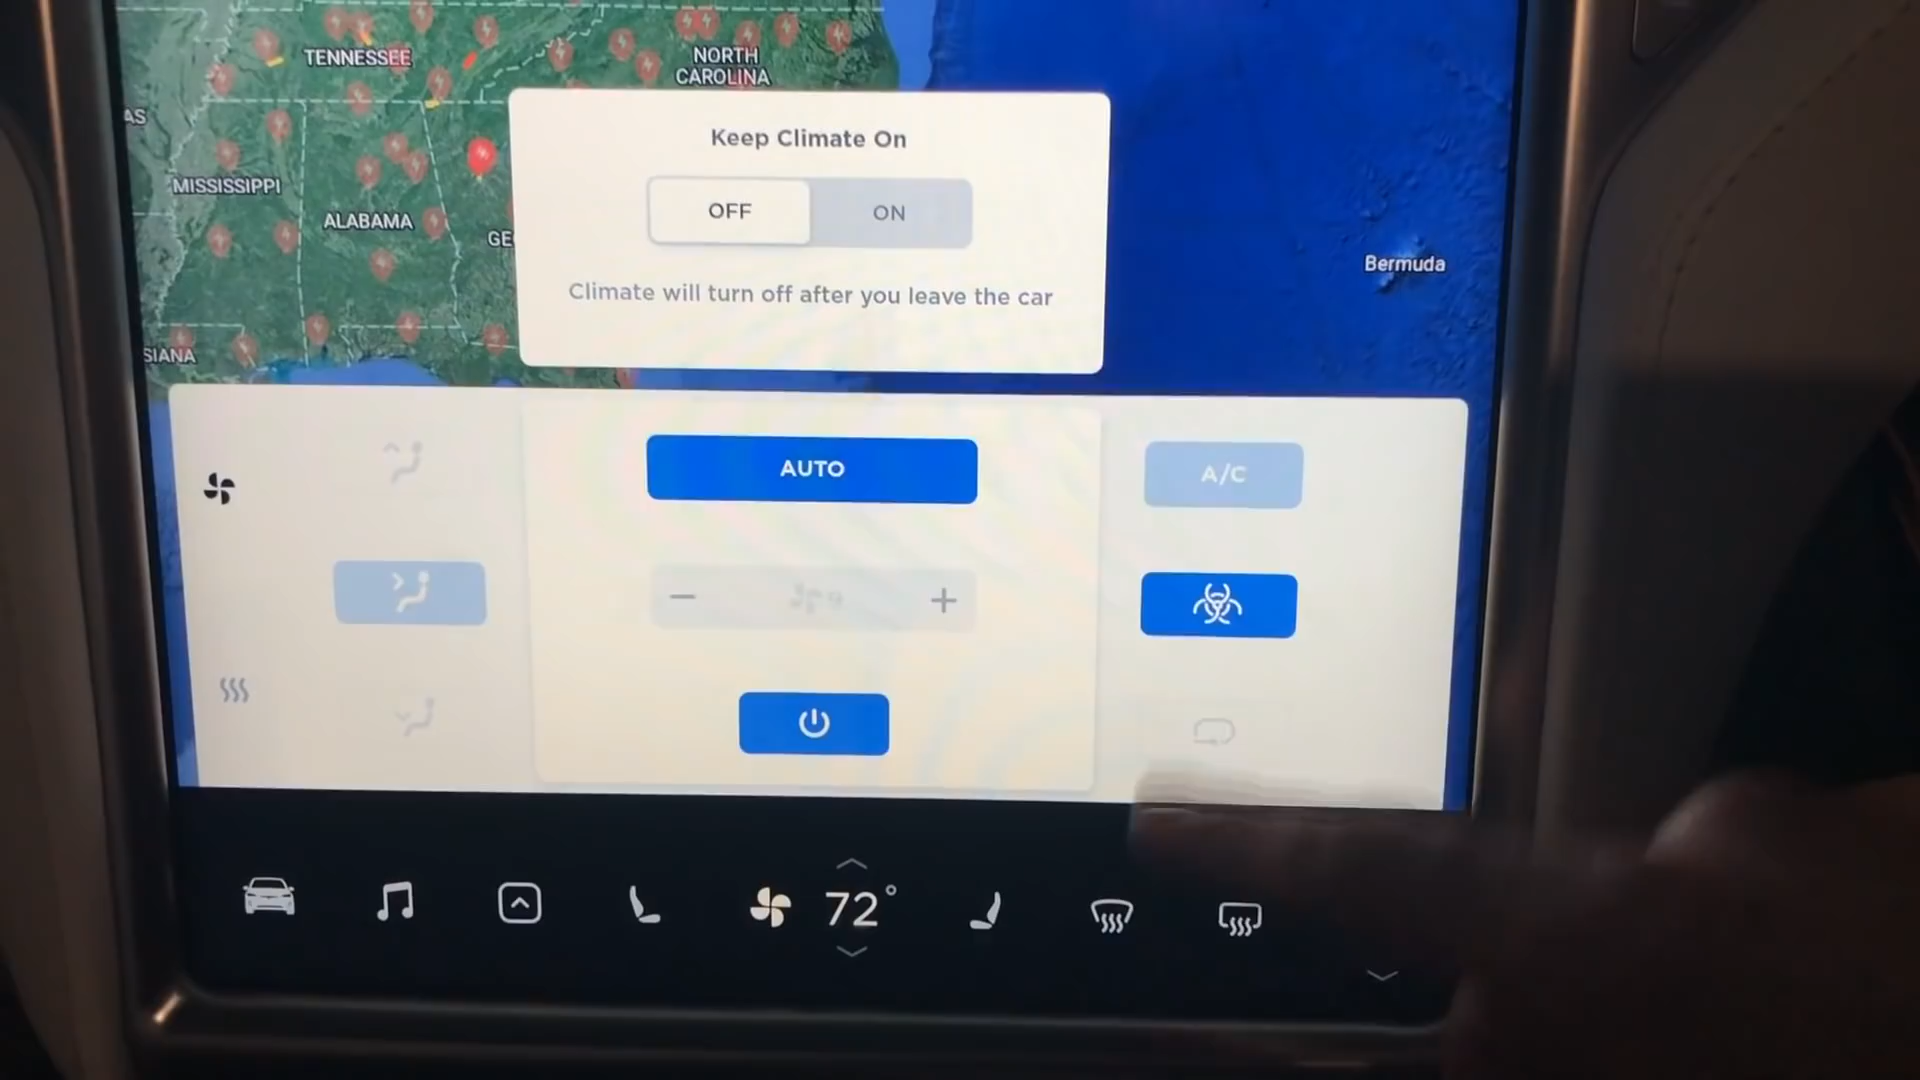 TENNESSEE
NORTH
CAROLINA
AS
MISSISSIPPI
ALABAMA
GE
SIANA
Bermuda
Keep Climate On
OFF
ON
Climate will turn off after you leave the car
AUTO
A/C
72°